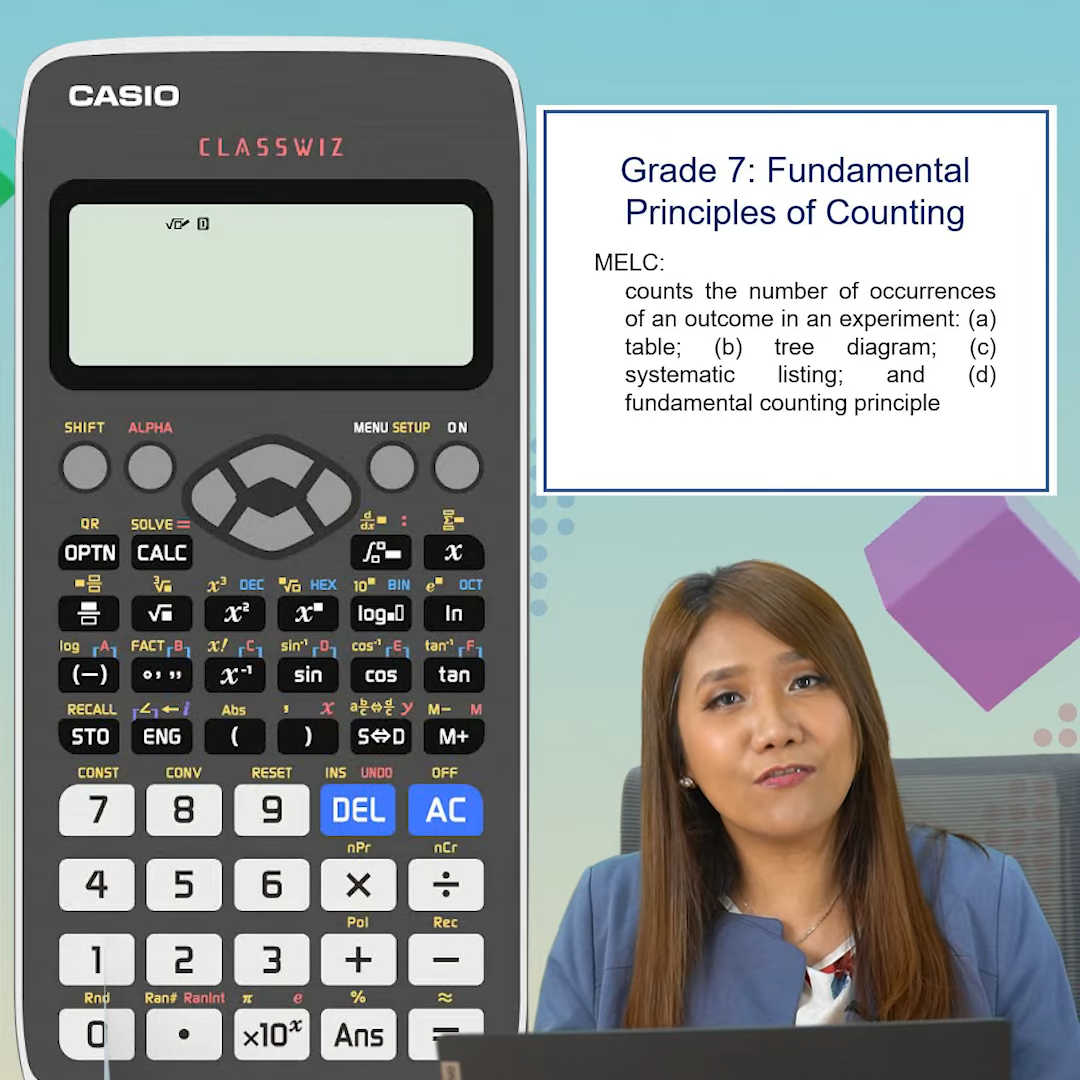 CASIO
CLASSWIZ
√▯ D
SHIFT ALPHA MENU SETUP ON
QR SOLVE = d/dx■ : Σ
OPTN CALC ∫ x
■ ∛■ x³ DEC ■√▯ HEX 10■ BIN e■ OCT
√■ x² x■ log■▯ ln
log A FACT B x! C sin⁻¹ D cos⁻¹ E tan⁻¹ F
(−) °’ ” x⁻¹ sin cos tan
RECALL ∠ ← i Abs , x a b/c⇔d/c y M− M
STO ENG ( ) S⇔D M+
CONST CONV RESET INS UNDO OFF
7 8 9 DEL AC
nPr nCr
4 5 6 × ÷
Pol Rec
1 2 3 + −
Rnd Ran# RanInt π e % ≈
0 • ×10ˣ Ans =
Grade 7: Fundamental
Principles of Counting
MELC:
counts the number of occurrences
of an outcome in an experiment: (a)
table; (b) tree diagram; (c)
systematic listing; and (d)
fundamental counting principle